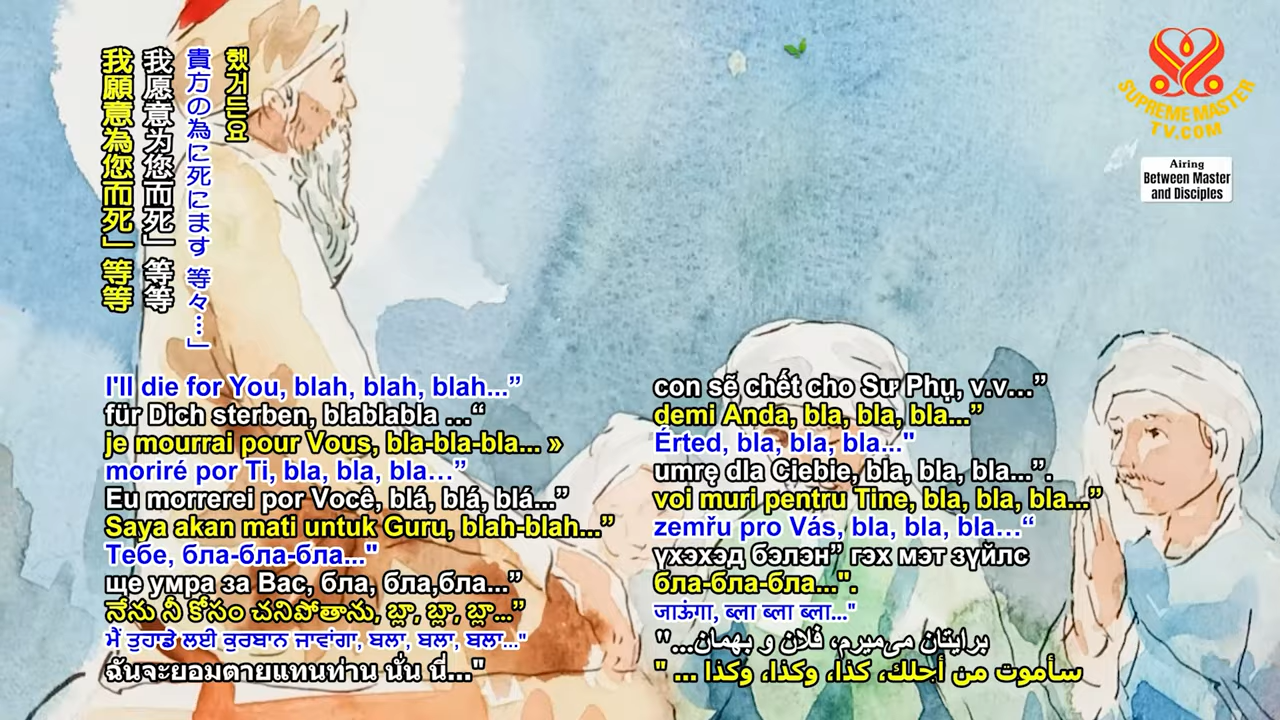 我願意為您而死」等等
我愿意为您而死」等等
貴方の為に死にます 等々…」
했거든여
I'll die for You, blah, blah, blah...”
für Dich sterben, blablabla ...“
je mourrai pour Vous, bla-bla-bla... »
moriré por Ti, bla, bla, bla…”
Eu morrerei por Você, blá, blá, blá...”
Saya akan mati untuk Guru, blah-blah...”
Тебе, бла-бла-бла..."
ще умра за Вас, бла, бла,бла...”
నేను నీ కోసం చనిపోతాను, బ్లా, బ్లా, బ్లా...”
ਮੈਂ ਤੁਹਾਡੇ ਲਈ ਕੁਰਬਾਨ ਜਾਵਾਂਗਾ, ਬਲਾ, ਬਲਾ, ਬਲਾ..."
ฉันจะยอมตายแทนท่าน นั่น นี่..."
con sẽ chết cho Sư Phụ, v.v…”
demi Anda, bla, bla, bla...”
Érted, bla, bla, bla..."
umrę dla Ciebie, bla, bla, bla...”.
voi muri pentru Tine, bla, bla, bla...”
zemřu pro Vás, bla, bla, bla…“
үхэхэд бэлэн” гэх мэт зүйлс
бла-бла-бла...".
जाऊंगा, ब्ला ब्ला ब्ला..."
برایتان می‌میرم، فلان و بهمان..."
سأموت من أجلك، كذا، وكذا، وكذا ... "
SUPREME MASTER
TV.COM
Airing
Between Master
and Disciples